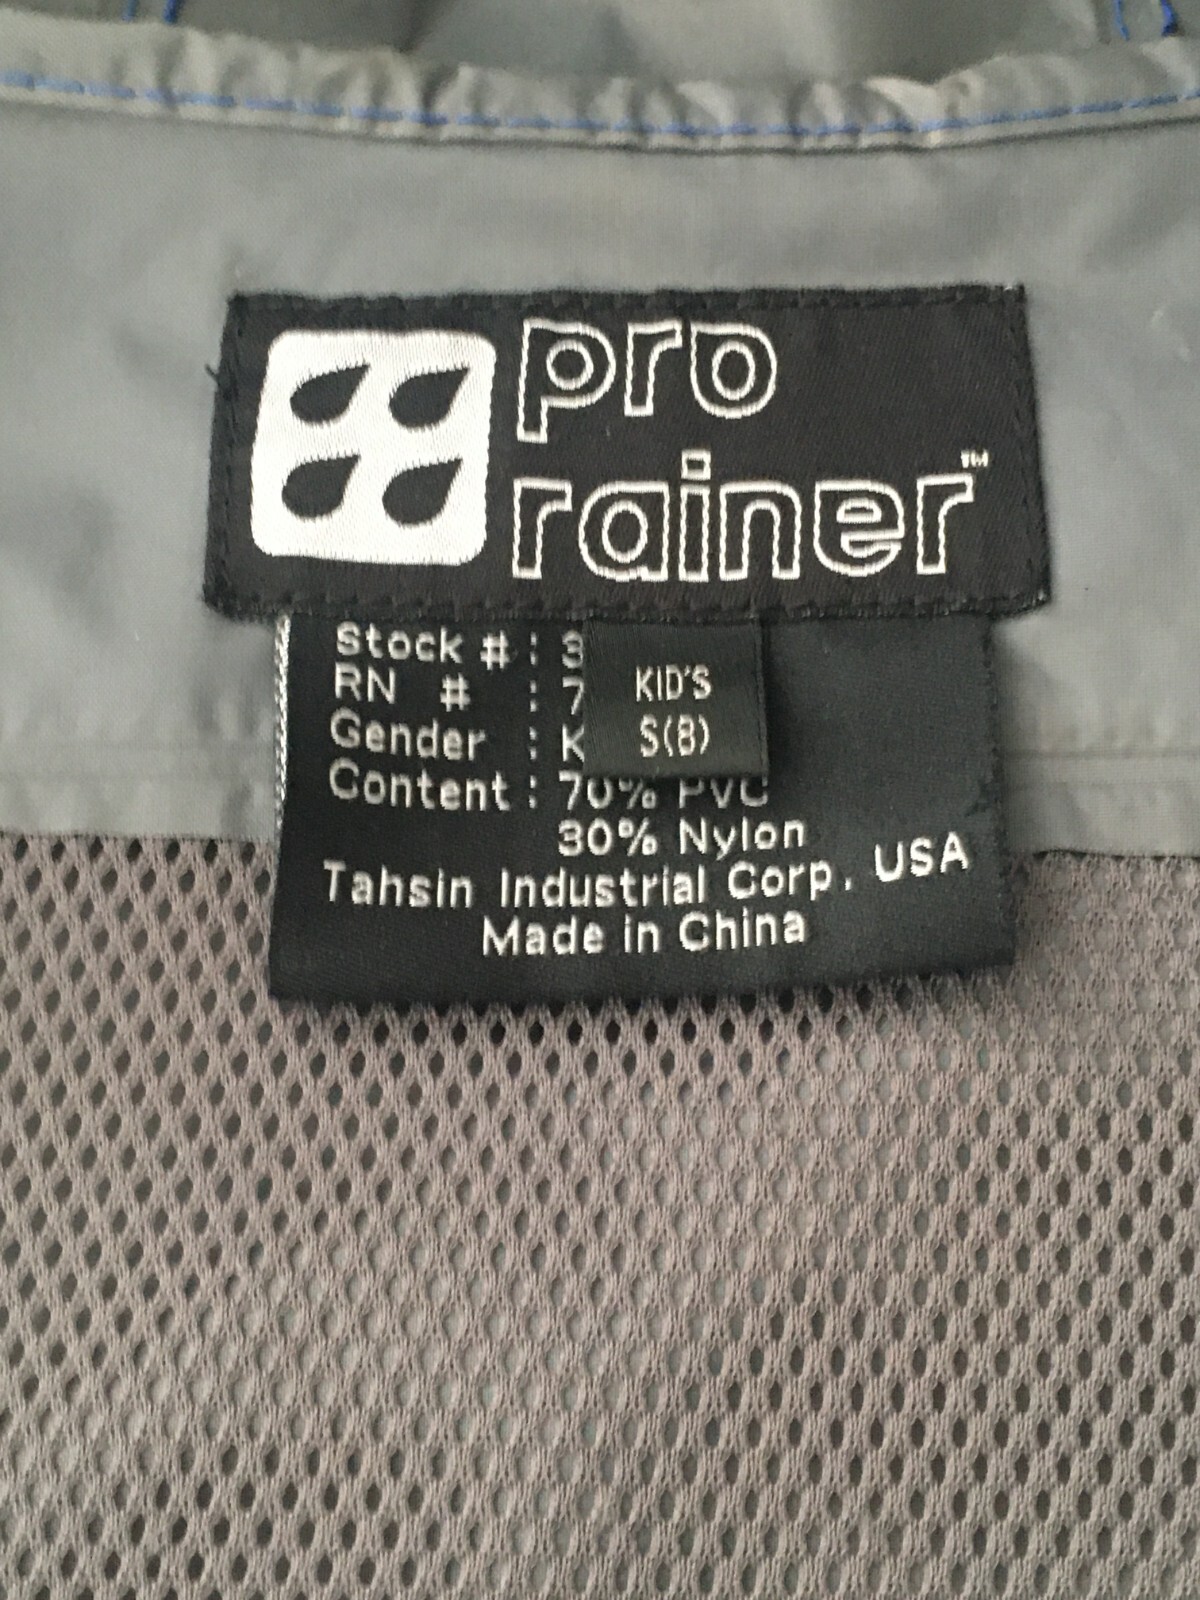 pro
rainer™
Stock # : 3
RN # : 7
Gender : K
KID'S
S(8)
Content : 70% PVC
30% Nylon
Tahsin Industrial Corp. USA
Made in China